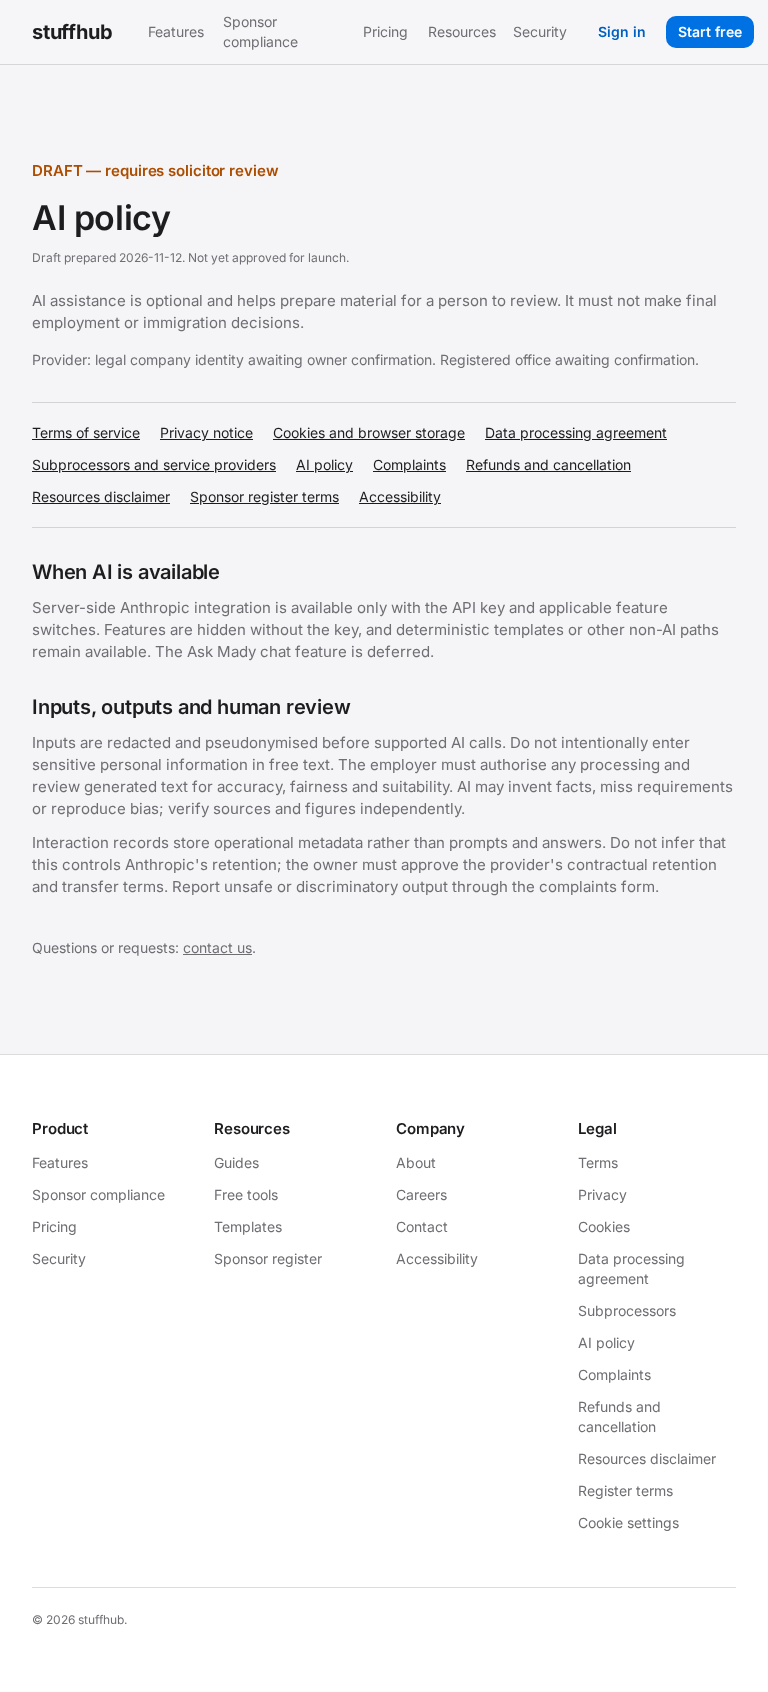 stuffhub
Features
Sponsor
compliance
Pricing
Resources
Security
Sign in
Start free
DRAFT — requires solicitor review
AI policy
Draft prepared 2026-11-12. Not yet approved for launch.
AI assistance is optional and helps prepare material for a person to review. It must not make final
employment or immigration decisions.
Provider: legal company identity awaiting owner confirmation. Registered office awaiting confirmation.
Terms of service Privacy notice Cookies and browser storage Data processing agreement
Subprocessors and service providers AI policy Complaints Refunds and cancellation
Resources disclaimer Sponsor register terms Accessibility
When AI is available
Server-side Anthropic integration is available only with the API key and applicable feature
switches. Features are hidden without the key, and deterministic templates or other non-AI paths
remain available. The Ask Mady chat feature is deferred.
Inputs, outputs and human review
Inputs are redacted and pseudonymised before supported AI calls. Do not intentionally enter
sensitive personal information in free text. The employer must authorise any processing and
review generated text for accuracy, fairness and suitability. AI may invent facts, miss requirements
or reproduce bias; verify sources and figures independently.
Interaction records store operational metadata rather than prompts and answers. Do not infer that
this controls Anthropic's retention; the owner must approve the provider's contractual retention
and transfer terms. Report unsafe or discriminatory output through the complaints form.
Questions or requests: contact us.
Product
Features
Sponsor compliance
Pricing
Security
Resources
Guides
Free tools
Templates
Sponsor register
Company
About
Careers
Contact
Accessibility
Legal
Terms
Privacy
Cookies
Data processing
agreement
Subprocessors
AI policy
Complaints
Refunds and
cancellation
Resources disclaimer
Register terms
Cookie settings
© 2026 stuffhub.